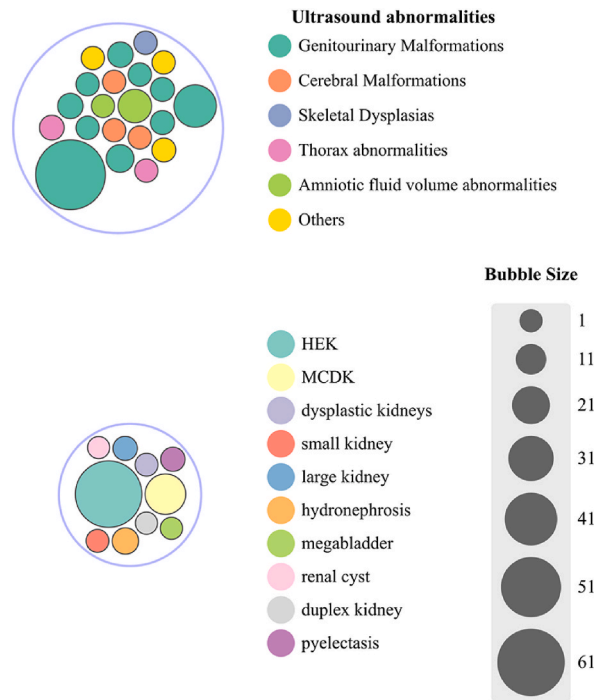 Ultrasound abnormalities
Genitourinary Malformations
Cerebral Malformations
Skeletal Dysplasias
Thorax abnormalities
Amniotic fluid volume abnormalities
Others
Bubble Size
1
11
21
31
41
51
61
HEK
MCDK
dysplastic kidneys
small kidney
large kidney
hydronephrosis
megabladder
renal cyst
duplex kidney
pyelectasis